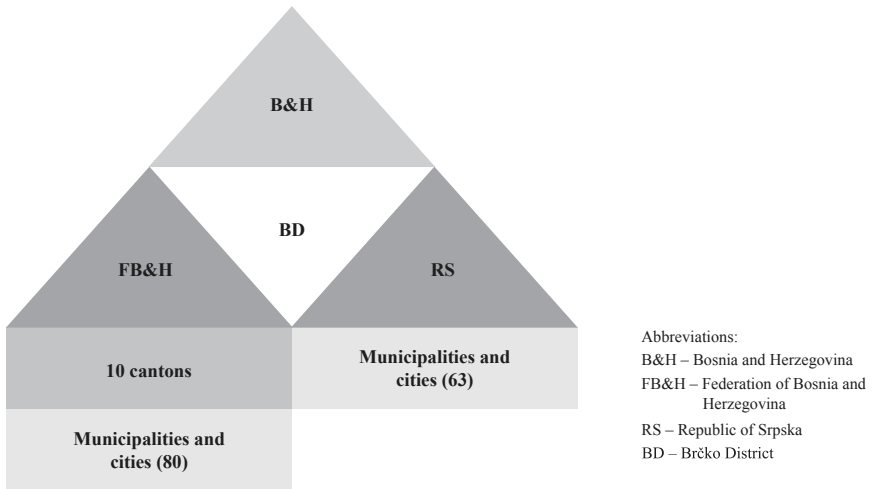 B&H
BD
FB&H
RS
10 cantons
Municipalities and
cities (63)
Municipalities and
cities (80)
Abbreviations:
B&H – Bosnia and Herzegovina
FB&H – Federation of Bosnia and
Herzegovina
RS – Republic of Srpska
BD – Brčko District